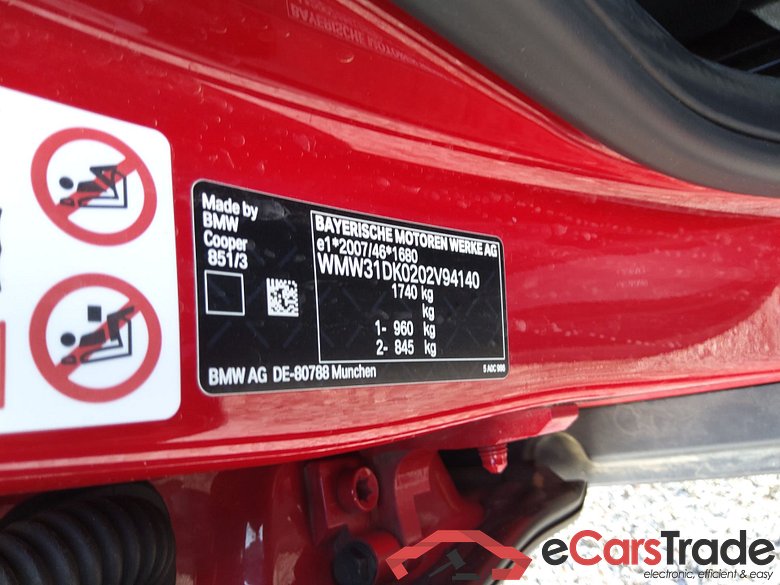 BAYERISCHE MOTOREN
Made by
BMW
Cooper
851/3
BAYERISCHE MOTOREN WERKE AG
e1*2007/46*1680
WMW31DK0202V94140
1740 kg
kg
1- 960 kg
2- 845 kg
BMW AG DE-80788 Munchen
eCarsTrade
electronic, efficient & easy